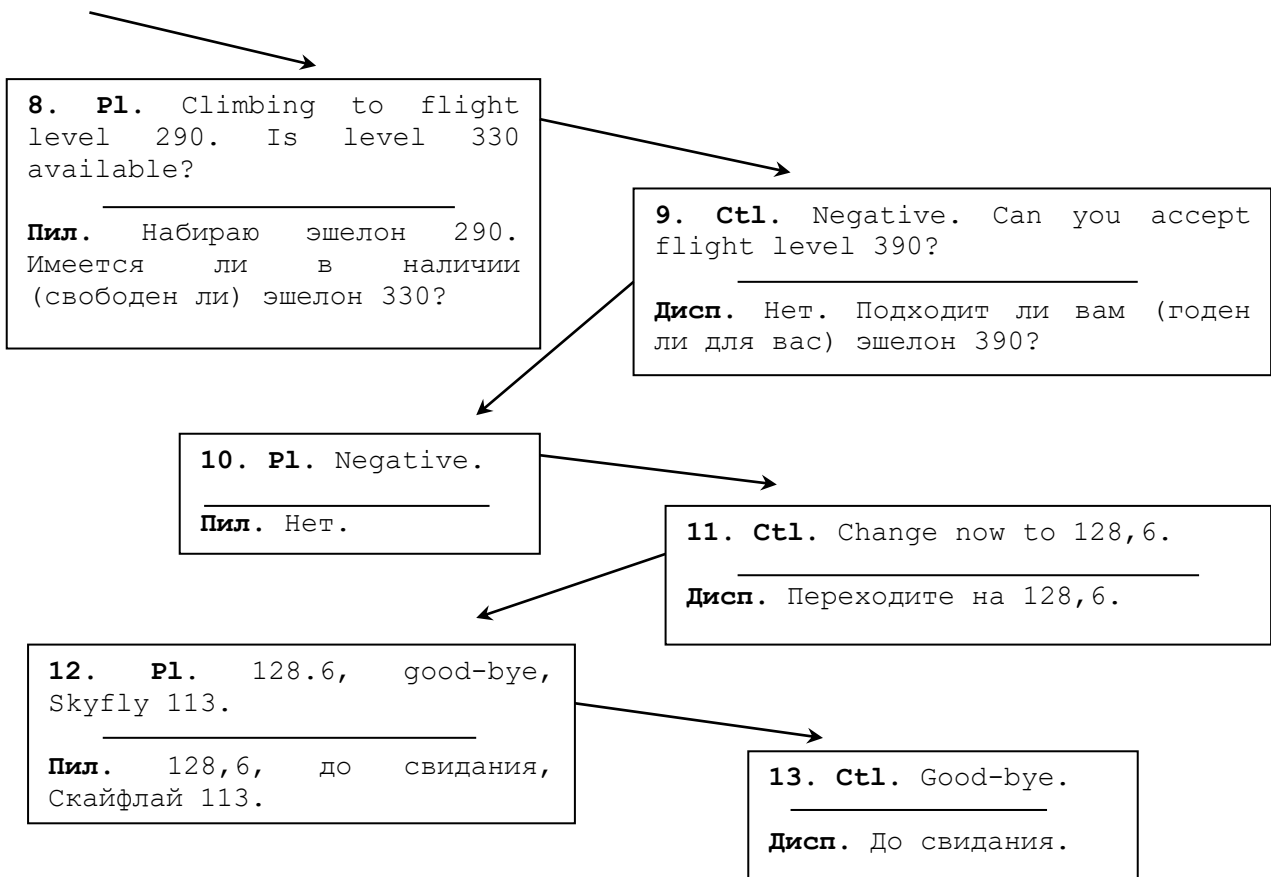 8. Pl. Climbing to flight
level 290. Is level 330
available?
Пил. Набираю эшелон 290.
Имеется ли в наличии
(свободен ли) эшелон 330?
9. Ctl. Negative. Can you accept
flight level 390?
Дисп. Нет. Подходит ли вам (годен
ли для вас) эшелон 390?
10. Pl. Negative.
Пил. Нет.
11. Ctl. Change now to 128,6.
Дисп. Переходите на 128,6.
12. Pl. 128.6, good-bye,
Skyfly 113.
Пил. 128,6, до свидания,
Скайфлай 113.
13. Ctl. Good-bye.
Дисп. До свидания.